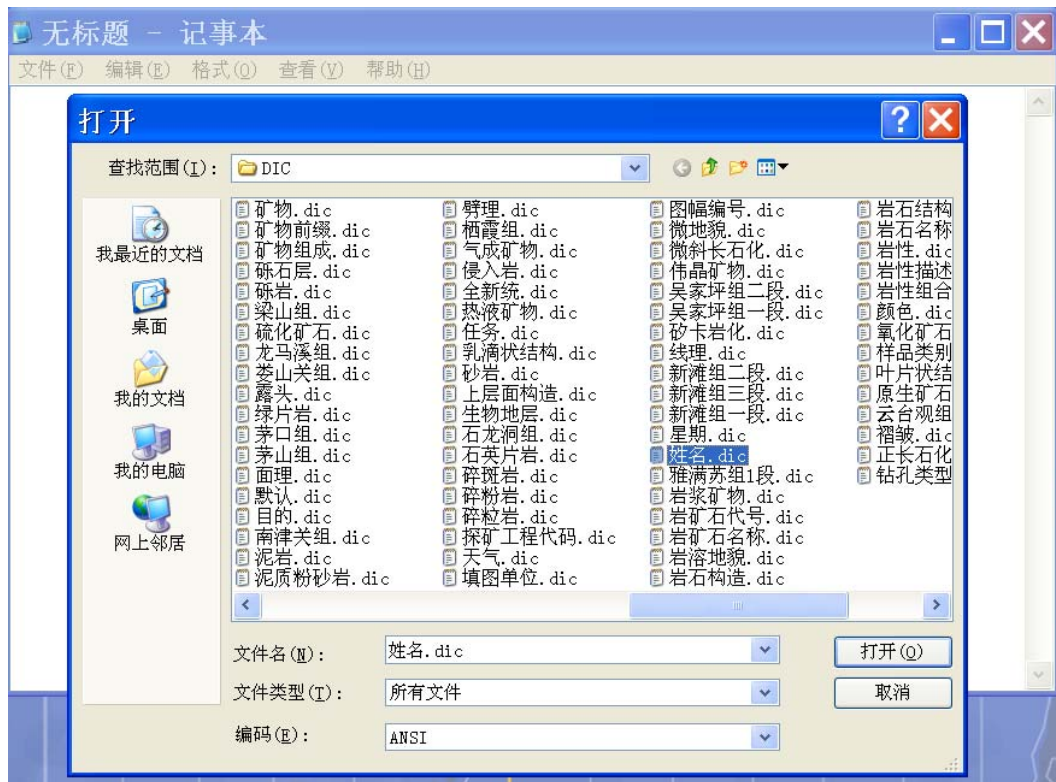 无标题 - 记事本
文件(F) 编辑(E) 格式(O) 查看(V) 帮助(H)
打开
查找范围(I): DIC
我最近的文档
桌面
我的文档
我的电脑
网上邻居
矿物.dic
矿物前缀.dic
矿物组成.dic
砾石层.dic
砾岩.dic
梁山组.dic
硫化矿石.dic
龙马溪组.dic
娄山关组.dic
露头.dic
绿片岩.dic
茅口组.dic
茅山组.dic
面理.dic
默认.dic
目的.dic
南津关组.dic
泥岩.dic
泥质粉砂岩.dic
劈理.dic
栖霞组.dic
气成矿物.dic
侵入岩.dic
全新统.dic
热液矿物.dic
任务.dic
乳滴状结构.dic
砂岩.dic
上层面构造.dic
生物地层.dic
石龙洞组.dic
石英片岩.dic
碎斑岩.dic
碎粉岩.dic
碎粒岩.dic
探矿工程代码.dic
天气.dic
填图单位.dic
图幅编号.dic
微地貌.dic
微斜长石化.dic
伟晶矿物.dic
吴家坪组二段.dic
吴家坪组一段.dic
矽卡岩化.dic
线理.dic
新滩组二段.dic
新滩组三段.dic
新滩组一段.dic
星期.dic
姓名.dic
雅满苏组1段.dic
岩浆矿物.dic
岩矿石代号.dic
岩矿石名称.dic
岩溶地貌.dic
岩石构造.dic
岩石结构
岩石名称
岩性.dic
岩性描述
岩性组合
颜色.dic
氧化矿石
样品类别
叶片状结
原生矿石
云台观组
褶皱.dic
正长石化
钻孔类型
文件名(N): 姓名.dic 打开(O)
文件类型(T): 所有文件 取消
编码(E): ANSI